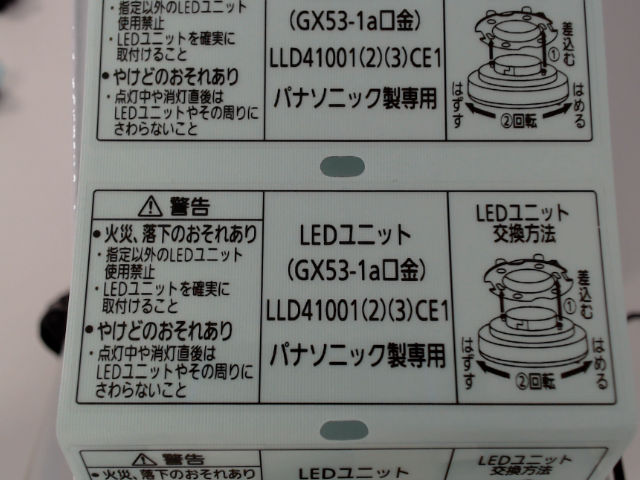 ・指定以外のLEDユニット
使用禁止
・LEDユニットを確実に
取付けること
●やけどのおそれあり
・点灯中や消灯直後は
LEDユニットやその周りに
さわらないこと
(GX53-1a口金)
LLD41001(2)(3)CE1
パナソニック製専用
差込む
①
はずす
はめる
②回転
⚠警告
●火災、落下のおそれあり
・指定以外のLEDユニット
使用禁止
・LEDユニットを確実に
取付けること
●やけどのおそれあり
・点灯中や消灯直後は
LEDユニットやその周りに
さわらないこと
LEDユニット
(GX53-1a口金)
LLD41001(2)(3)CE1
パナソニック製専用
LEDユニット
交換方法
差込む
①
はずす
はめる
②回転
⚠警告
●火災、落下のおそれあり
LEDユニット
LEDユニット
交換方法